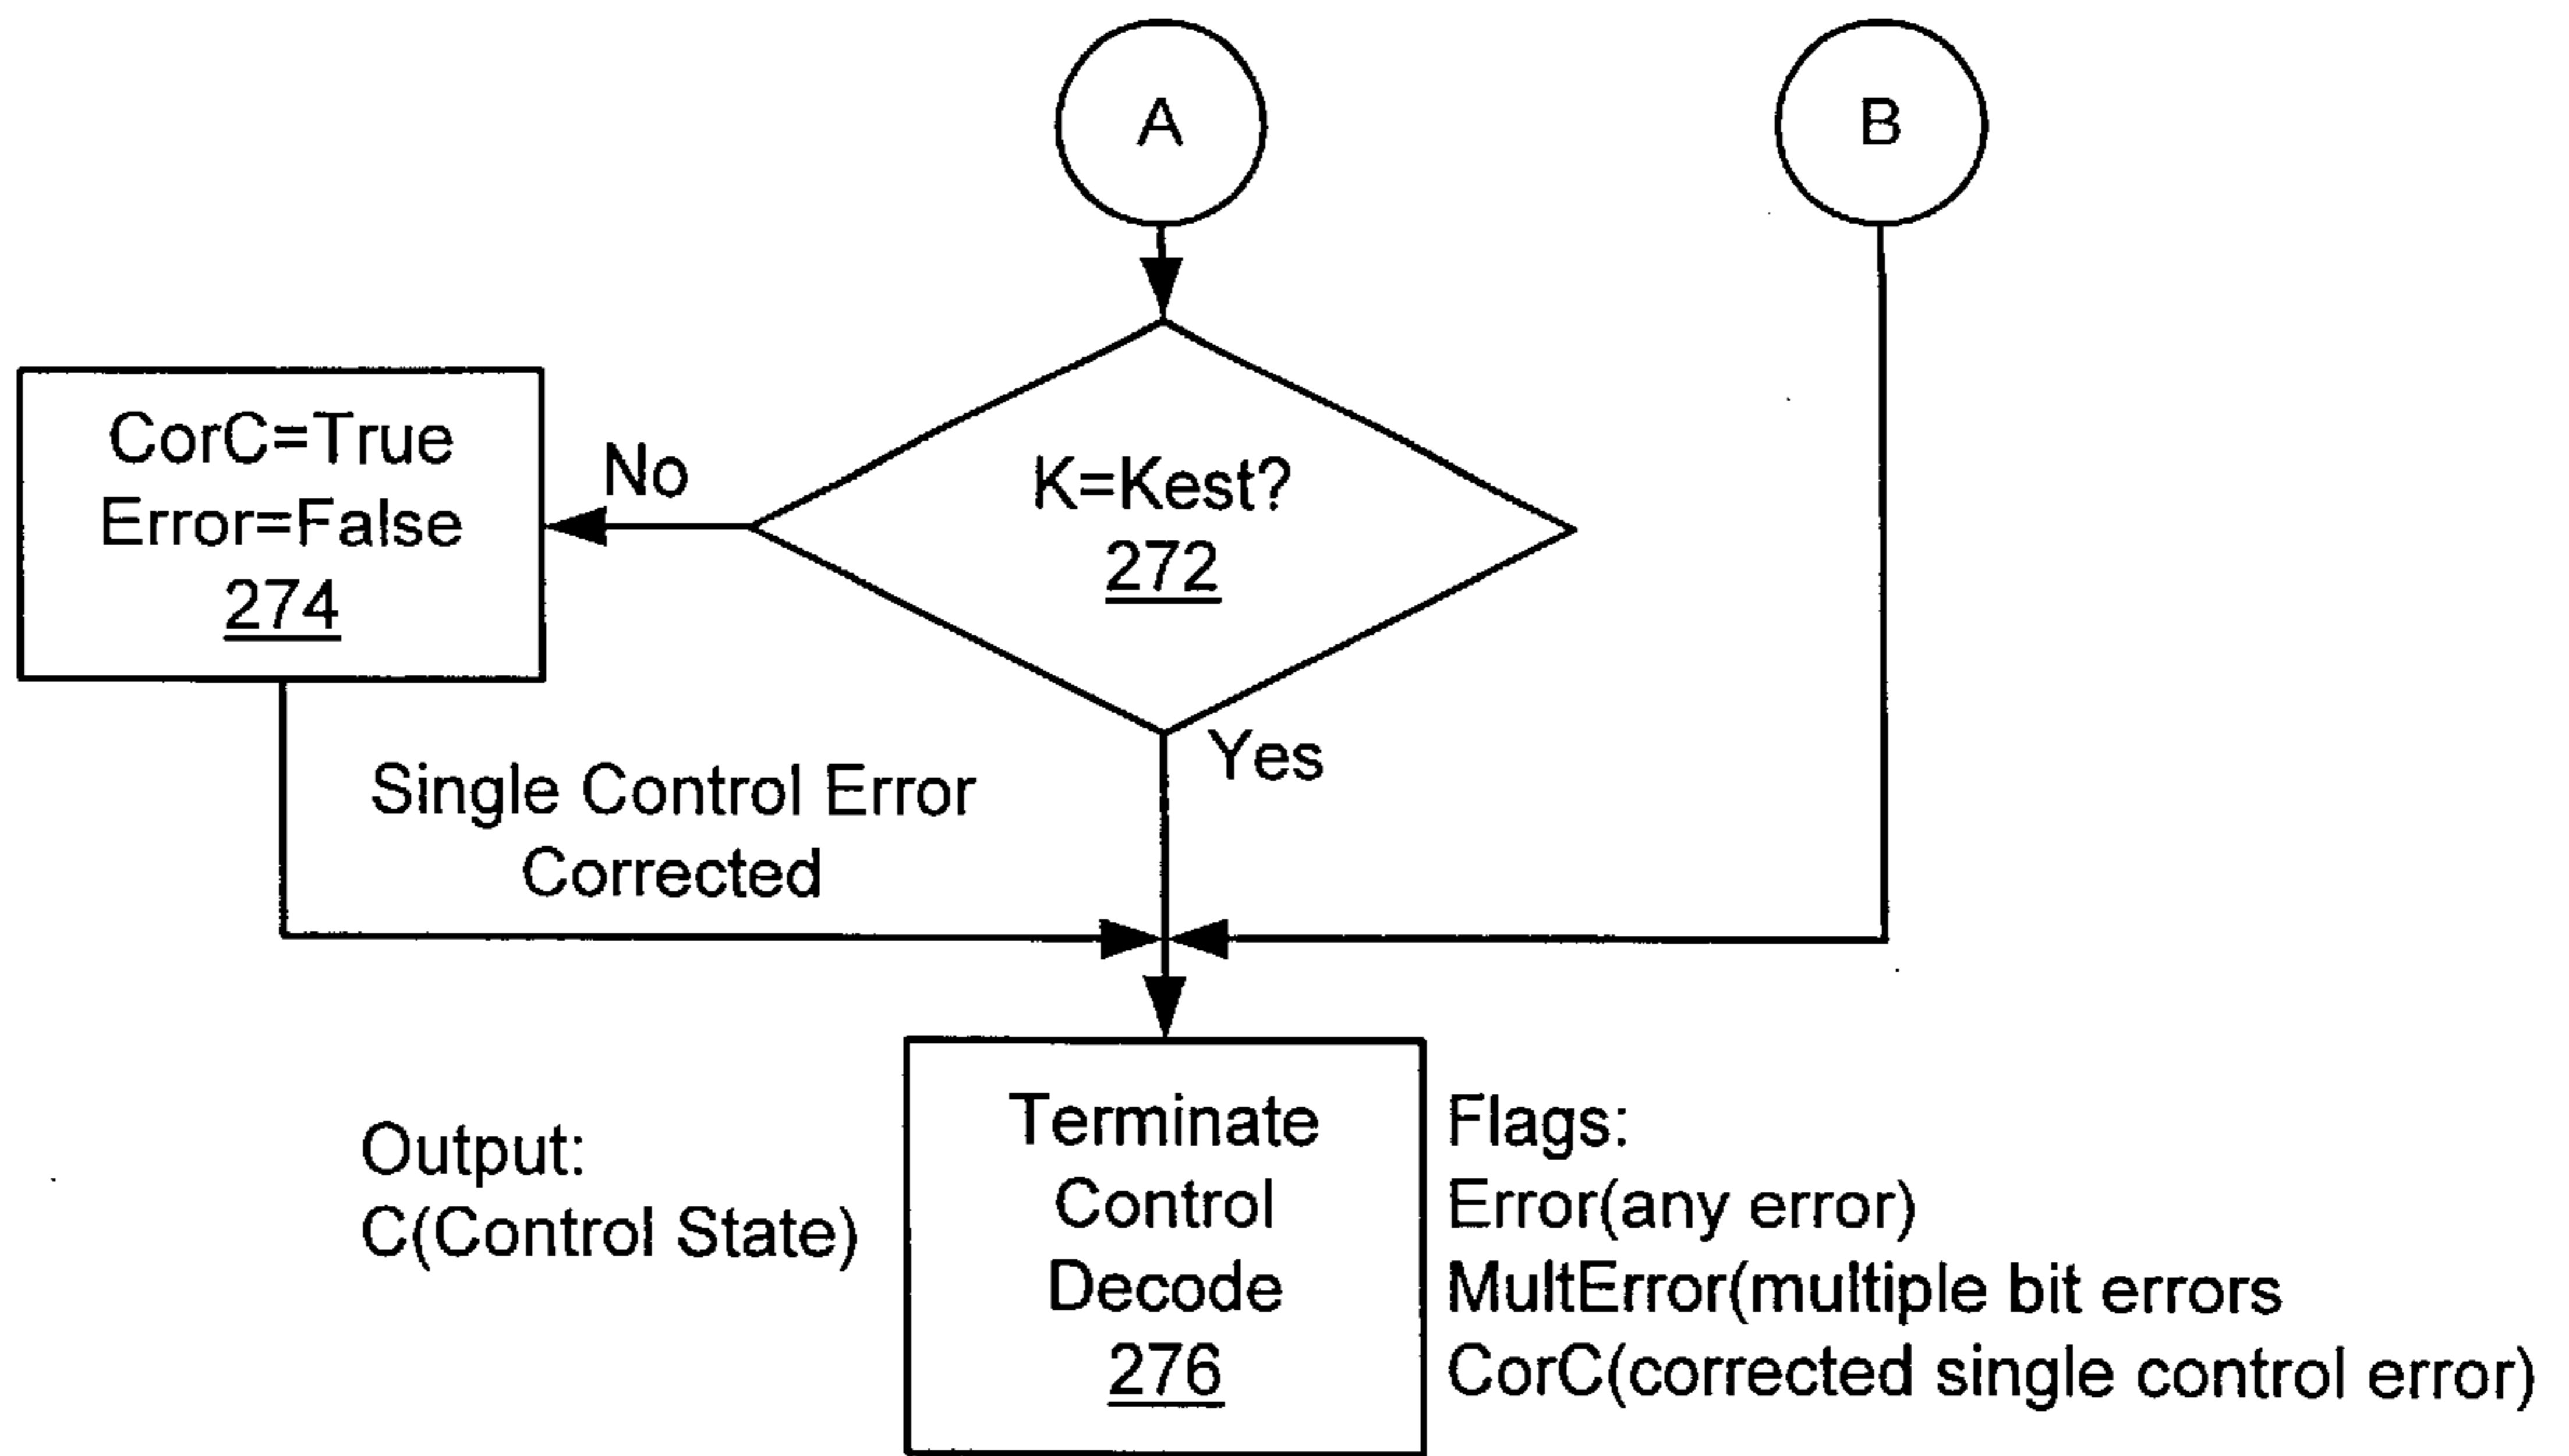 A
B
CorC=True
Error=False
274
No
K=Kest?
272
Yes
Single Control Error
Corrected
Output:
C(Control State)
Terminate
Control
Decode
276
Flags:
Error(any error)
MultError(multiple bit errors
CorC(corrected single control error)